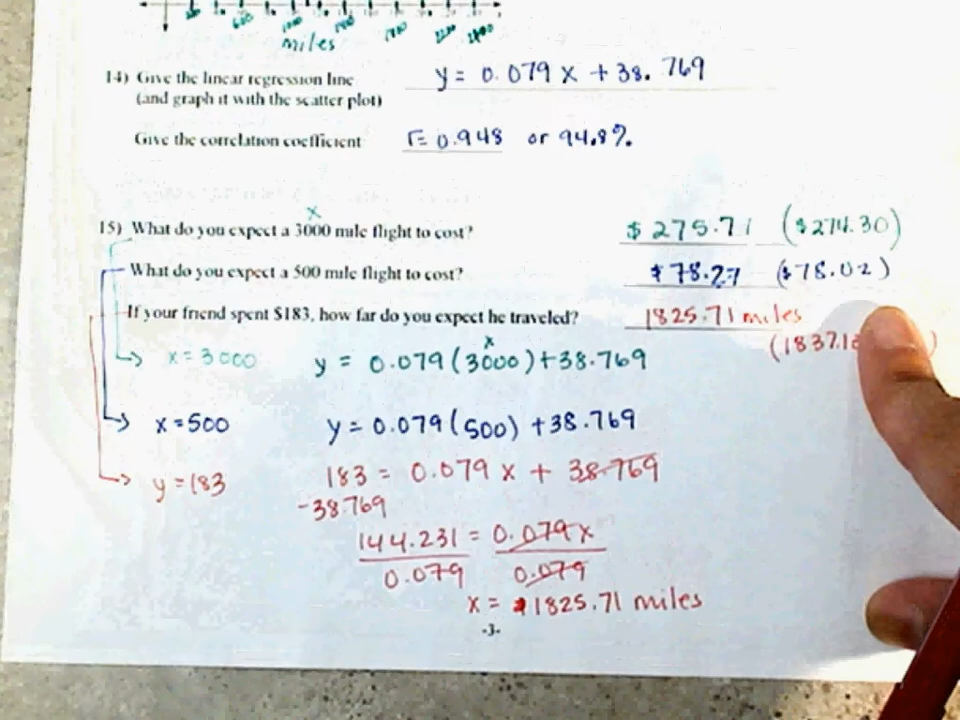 miles
14) Give the linear regression line y = 0.079 x + 38.769
(and graph it with the scatter plot)
Give the correlation coefficient r = 0.948 or 94.8%
x
15) What do you expect a 3000 mile flight to cost? $275.71 ($274.30)
What do you expect a 500 mile flight to cost? $78.27 ($78.02)
If your friend spent $183, how far do you expect he traveled? 1825.71 miles
x
x = 3000 y = 0.079 (3000) + 38.769
x = 500 y = 0.079 (500) + 38.769
y = 183 183 = 0.079 x + 38.769
-38.769
144.231 = 0.079 x
0.079 0.079
x = 1825.71 miles
-3-